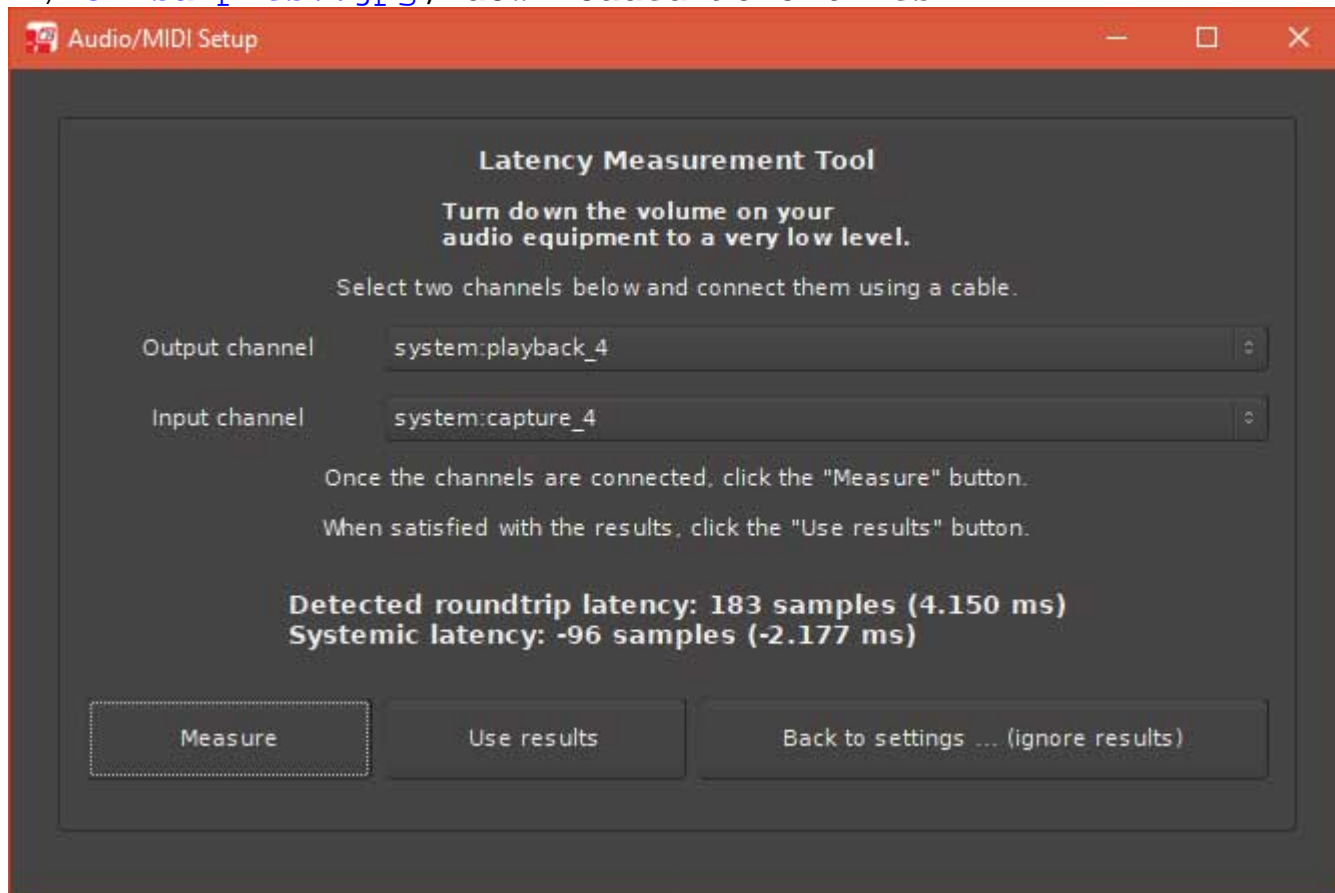 Audio/MIDI Setup
Latency Measurement Tool
Turn down the volume on your
audio equipment to a very low level.
Select two channels below and connect them using a cable.
Output channel system:playback_4
Input channel system:capture_4
Once the channels are connected, click the "Measure" button.
When satisfied with the results, click the "Use results" button.
Detected roundtrip latency: 183 samples (4.150 ms)
Systemic latency: -96 samples (-2.177 ms)
Measure Use results Back to settings ... (ignore results)